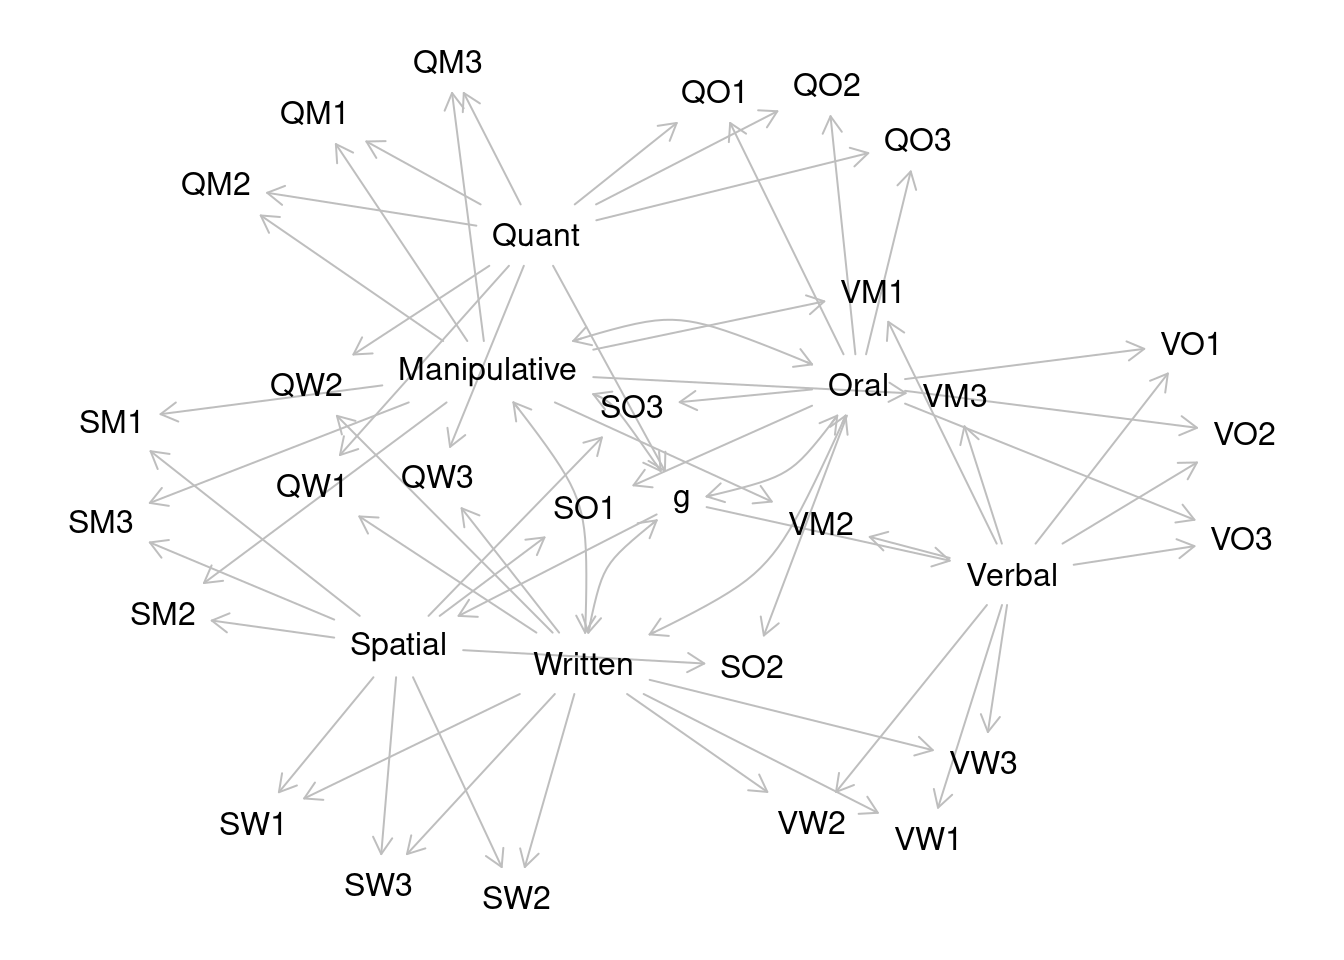 QM3
QO1
QO2
QM1
QO3
QM2
Quant
VM1
VO1
Manipulative
QW2
Oral
VM3
SM1
SO3
VO2
QW3
QW1
g
SO1
SM3
VM2
VO3
Verbal
SM2
Spatial
Written
SO2
VW3
SW1
VW2
VW1
SW3
SW2